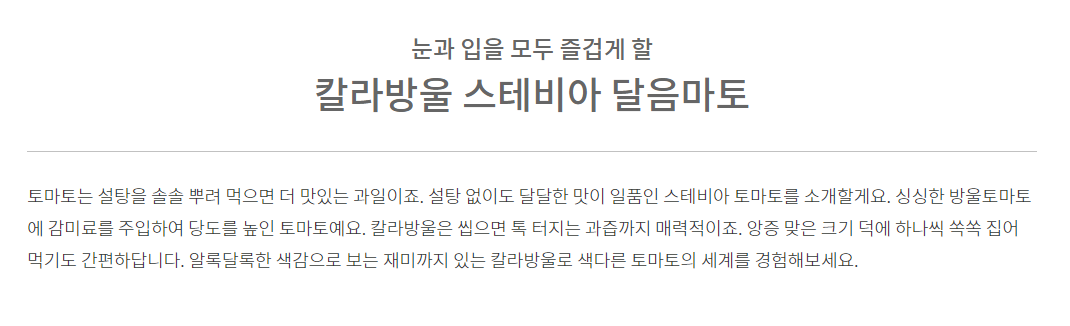 눈과 입을 모두 즐겁게 할
칼라방울 스테비아 달음마토
토마토는 설탕을 솔솔 뿌려 먹으면 더 맛있는 과일이죠. 설탕 없이도 달달한 맛이 일품인 스테비아 토마토를 소개할게요. 싱싱한 방울토마토
에 감미료를 주입하여 당도를 높인 토마토예요. 칼라방울은 씹으면 톡 터지는 과즙까지 매력적이죠. 앙증 맞은 크기 덕에 하나씩 쏙쏙 집어
먹기도 간편하답니다. 알록달록한 색감으로 보는 재미까지 있는 칼라방울로 색다른 토마토의 세계를 경험해보세요.